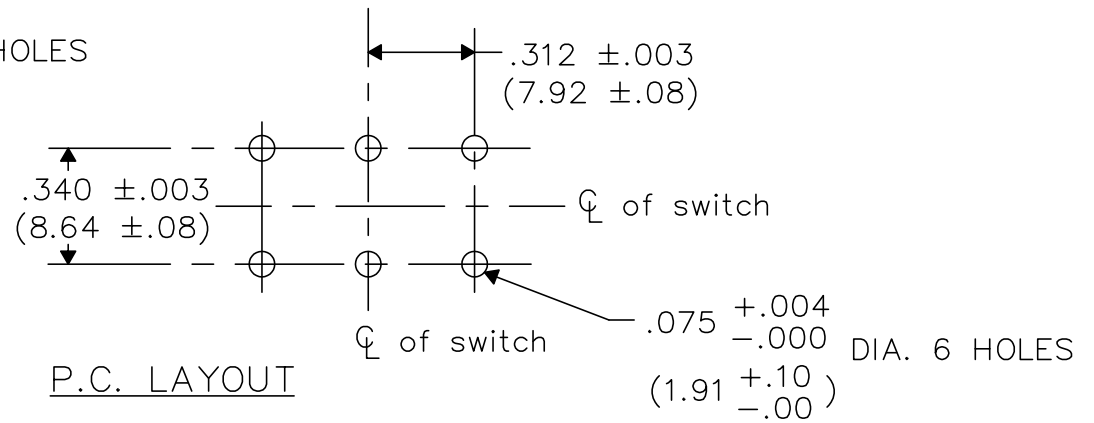 HOLES
.312 ±.003
(7.92 ±.08)
.340 ±.003
(8.64 ±.08)
℄ of switch
℄ of switch
.075 +.004
-.000
DIA. 6 HOLES
(1.91 +.10
-.00 )
P.C. LAYOUT